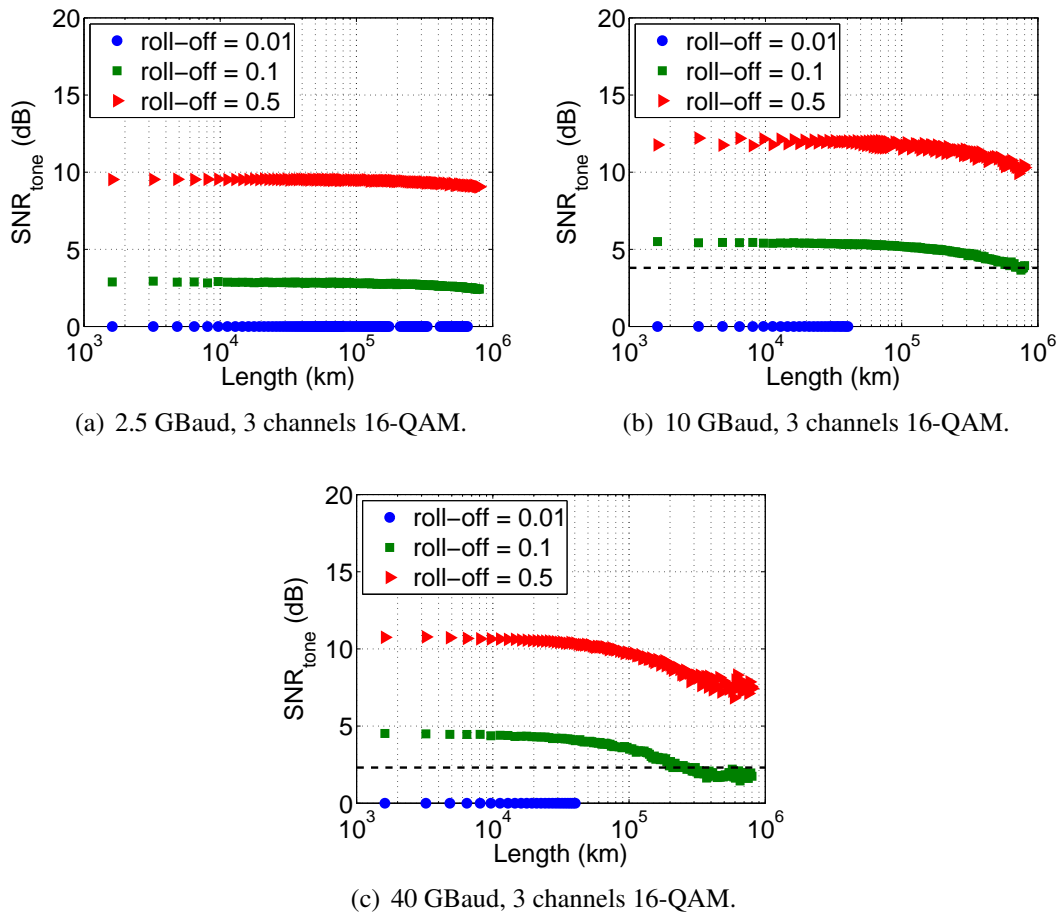 20
15
10
5
0
SNR_tone (dB)
roll-off = 0.01
roll-off = 0.1
roll-off = 0.5
10^3 10^4 10^5 10^6
Length (km)
(a) 2.5 GBaud, 3 channels 16-QAM.
20
15
10
5
0
SNR_tone (dB)
roll-off = 0.01
roll-off = 0.1
roll-off = 0.5
10^3 10^4 10^5 10^6
Length (km)
(b) 10 GBaud, 3 channels 16-QAM.
20
15
10
5
0
SNR_tone (dB)
roll-off = 0.01
roll-off = 0.1
roll-off = 0.5
10^3 10^4 10^5 10^6
Length (km)
(c) 40 GBaud, 3 channels 16-QAM.